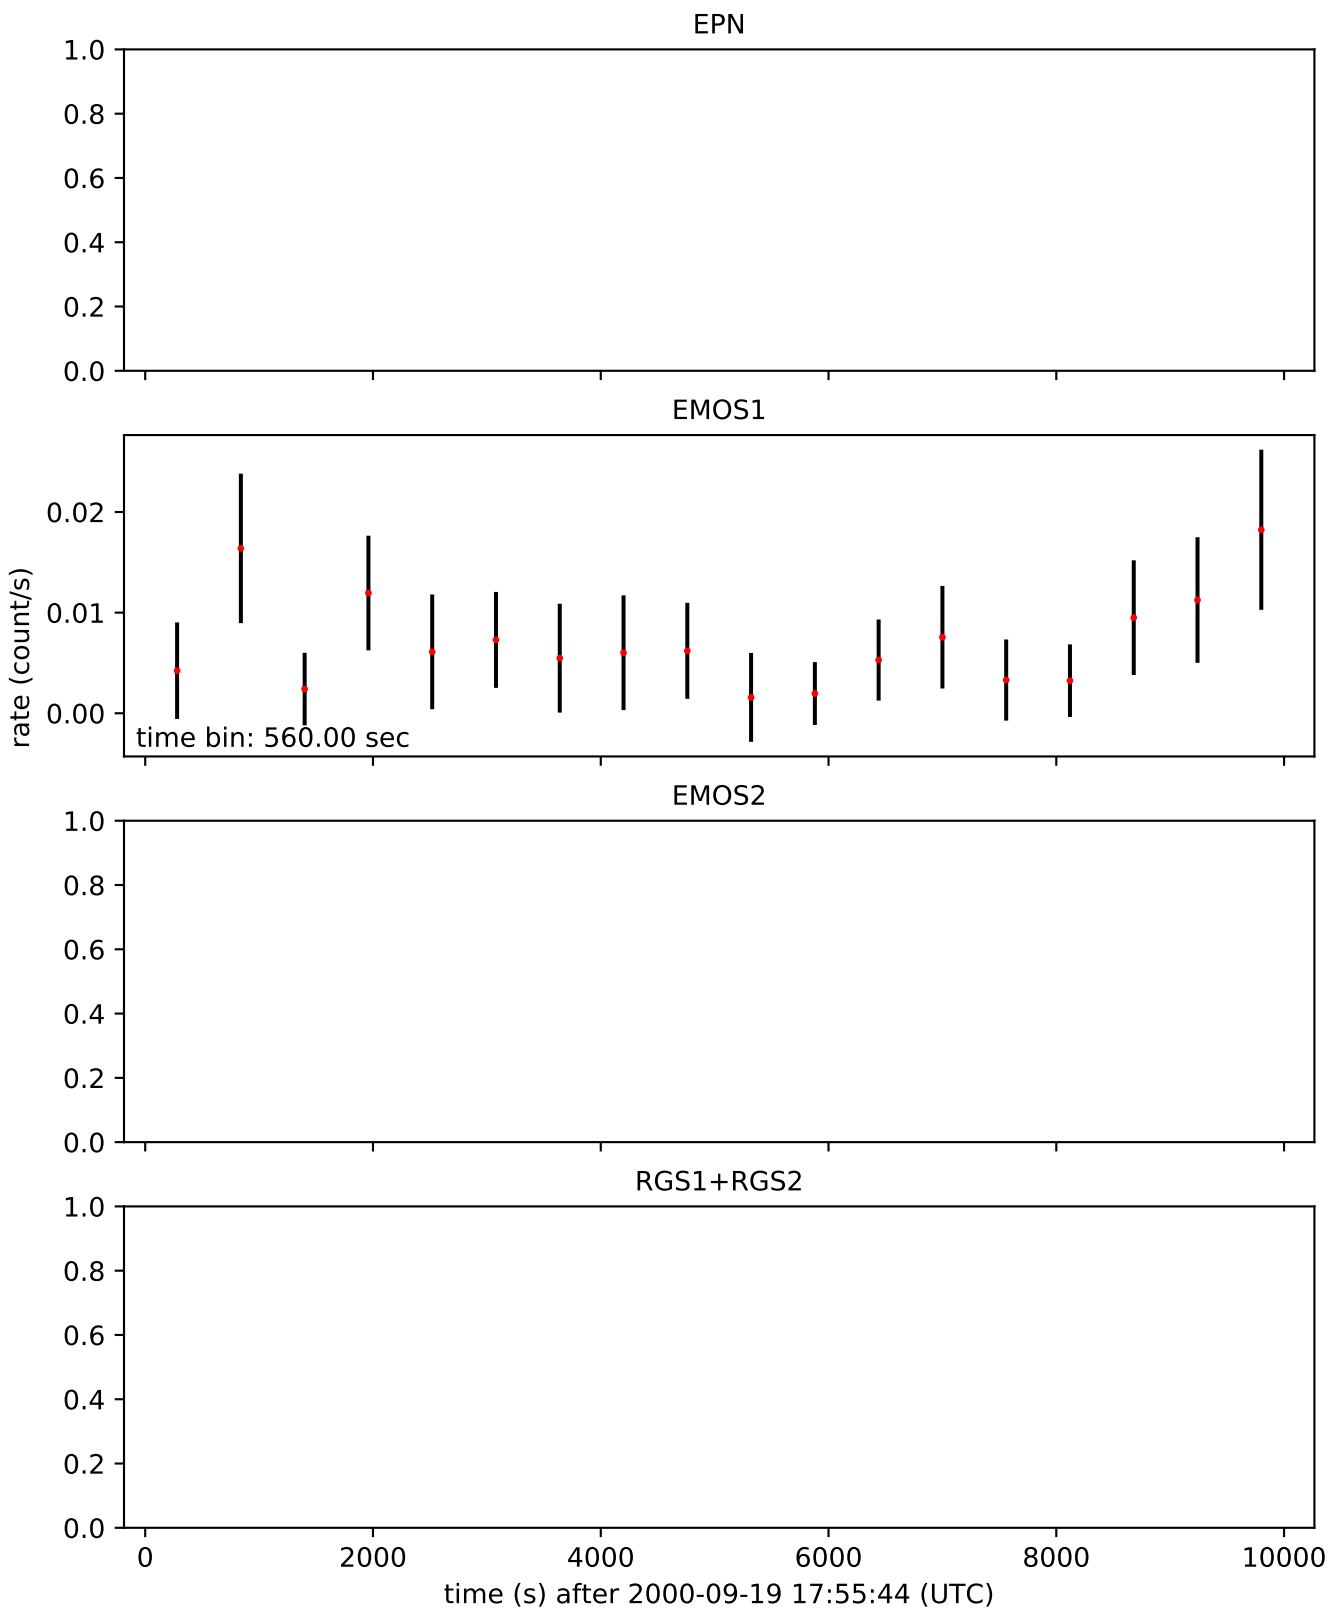 EPN
1.0
0.8
0.6
0.4
0.2
0.0
EMOS1
0.02
0.01
0.00
rate (count/s)
time bin: 560.00 sec
EMOS2
1.0
0.8
0.6
0.4
0.2
0.0
RGS1+RGS2
1.0
0.8
0.6
0.4
0.2
0.0
0 2000 4000 6000 8000 10000
time (s) after 2000-09-19 17:55:44 (UTC)